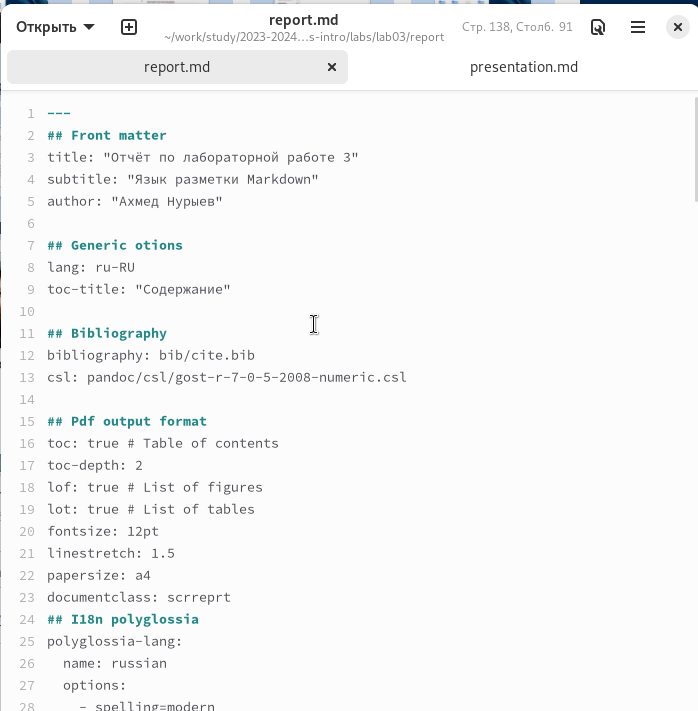 Открыть
report.md
~/work/study/2023-2024...s-intro/labs/lab03/report
Стр. 138, Столб. 91
report.md
presentation.md
1 ---
2 ## Front matter
3 title: "Отчёт по лабораторной работе 3"
4 subtitle: "Язык разметки Markdown"
5 author: "Ахмед Нурыев"
6
7 ## Generic otions
8 lang: ru-RU
9 toc-title: "Содержание"
10
11 ## Bibliography
12 bibliography: bib/cite.bib
13 csl: pandoc/csl/gost-r-7-0-5-2008-numeric.csl
14
15 ## Pdf output format
16 toc: true # Table of contents
17 toc-depth: 2
18 lof: true # List of figures
19 lot: true # List of tables
20 fontsize: 12pt
21 linestretch: 1.5
22 papersize: a4
23 documentclass: scrreprt
24 ## I18n polyglossia
25 polyglossia-lang:
26   name: russian
27   options:
28     - spelling=modern